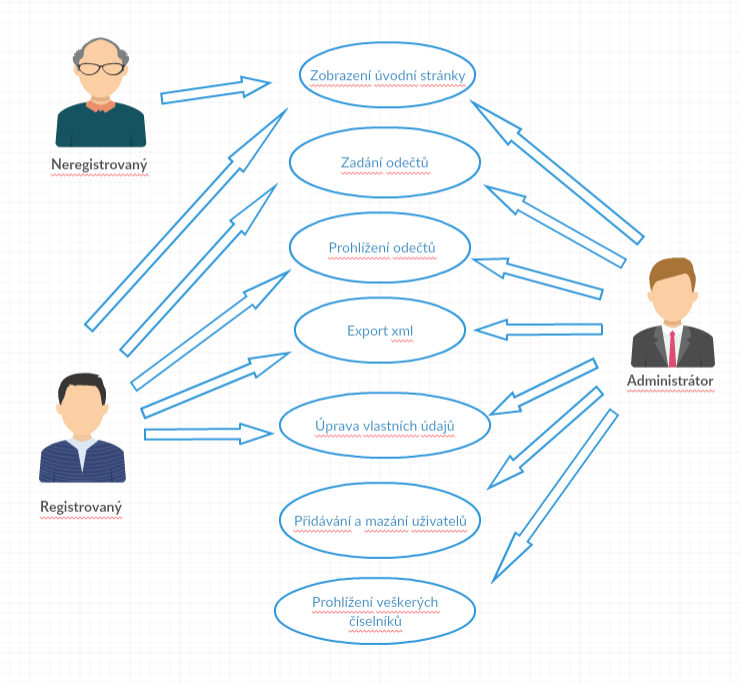 Zobrazení úvodní stránky
Neregistrovaný
Zadání odečtů
Prohlížení odečtů
Export xml
Administrátor
Úprava vlastních údajů
Registrovaný
Přidávání a mazání uživatelů
Prohlížení veškerých
číselníků